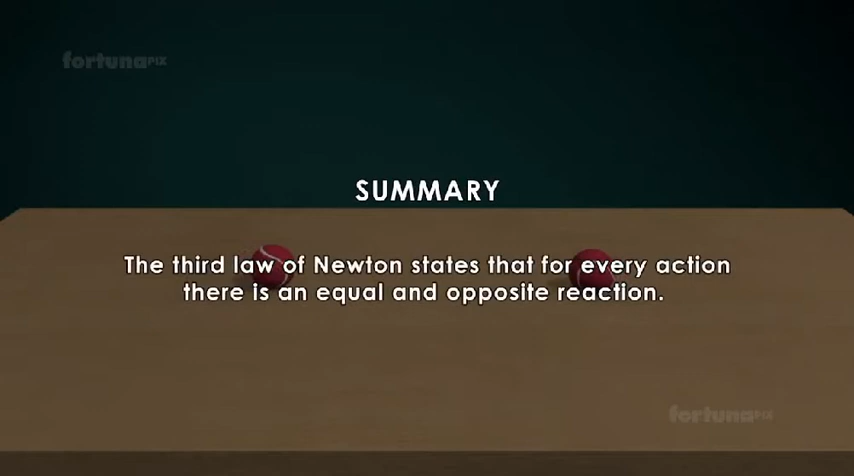 fortunaPIX
SUMMARY
The third law of Newton states that for every action
there is an equal and opposite reaction.
fortunaPIX